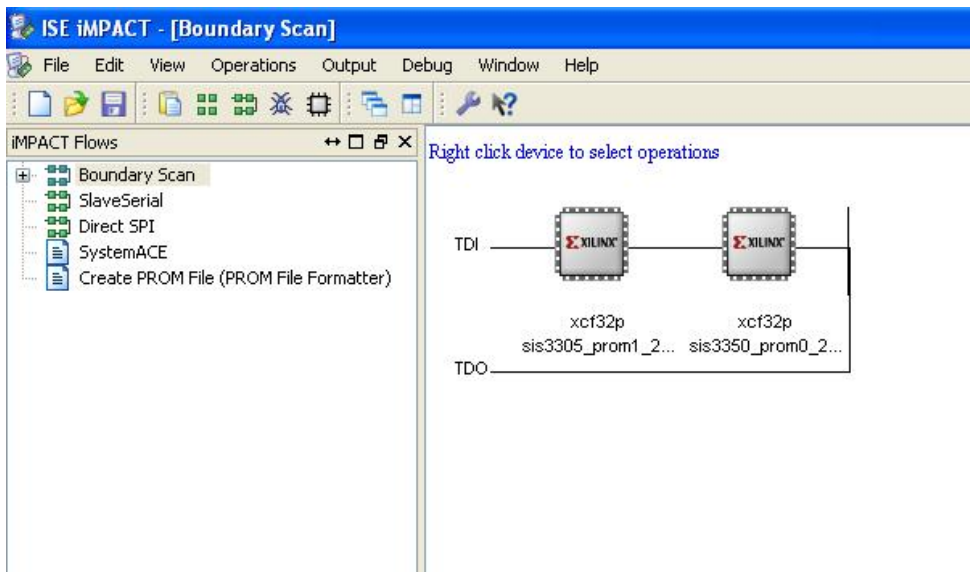 ISE iMPACT - [Boundary Scan]
File Edit View Operations Output Debug Window Help
iMPACT Flows
Boundary Scan
SlaveSerial
Direct SPI
SystemACE
Create PROM File (PROM File Formatter)
Right click device to select operations
TDI
XILINX XILINX
xcf32p xcf32p
sis3305_prom1_2... sis3350_prom0_2...
TDO